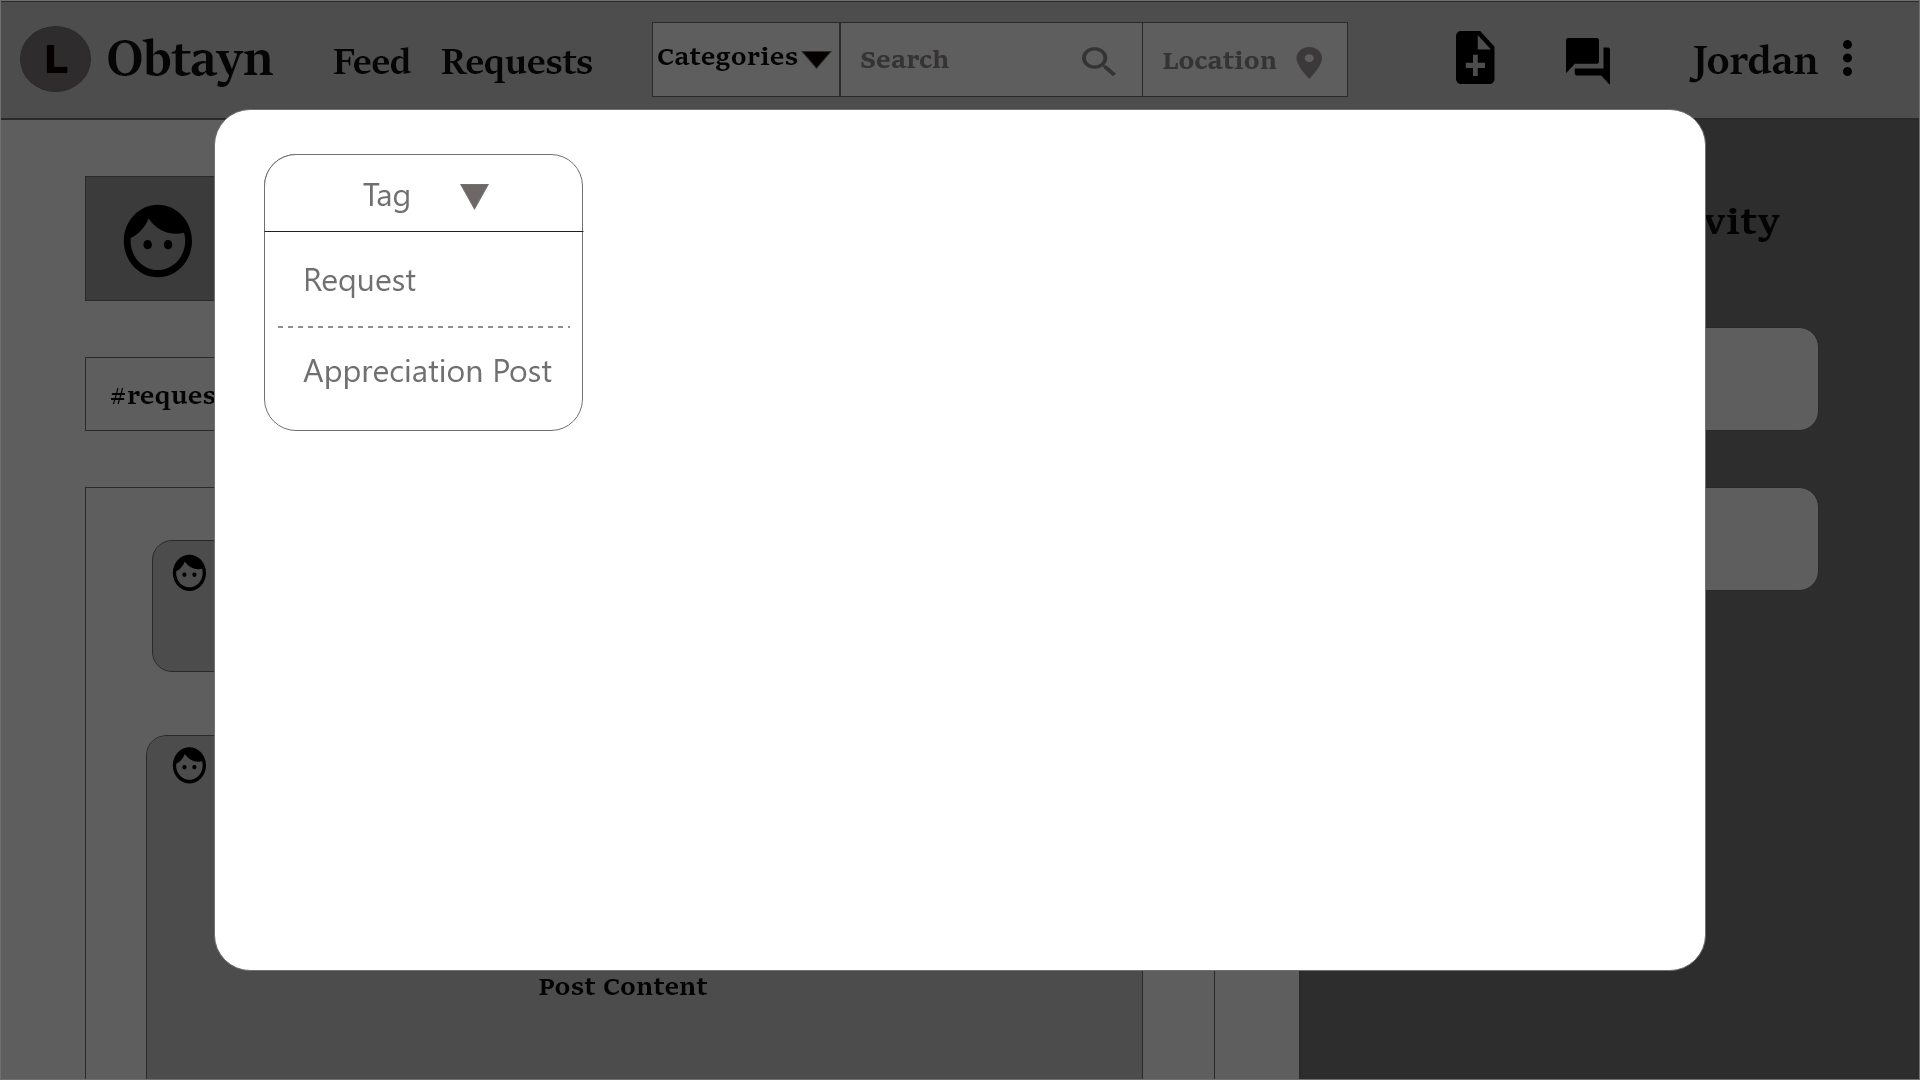 L Obtayn Feed Requests Categories Search Location Jordan
vity
Tag
Request
Appreciation Post
#reques
Post Content